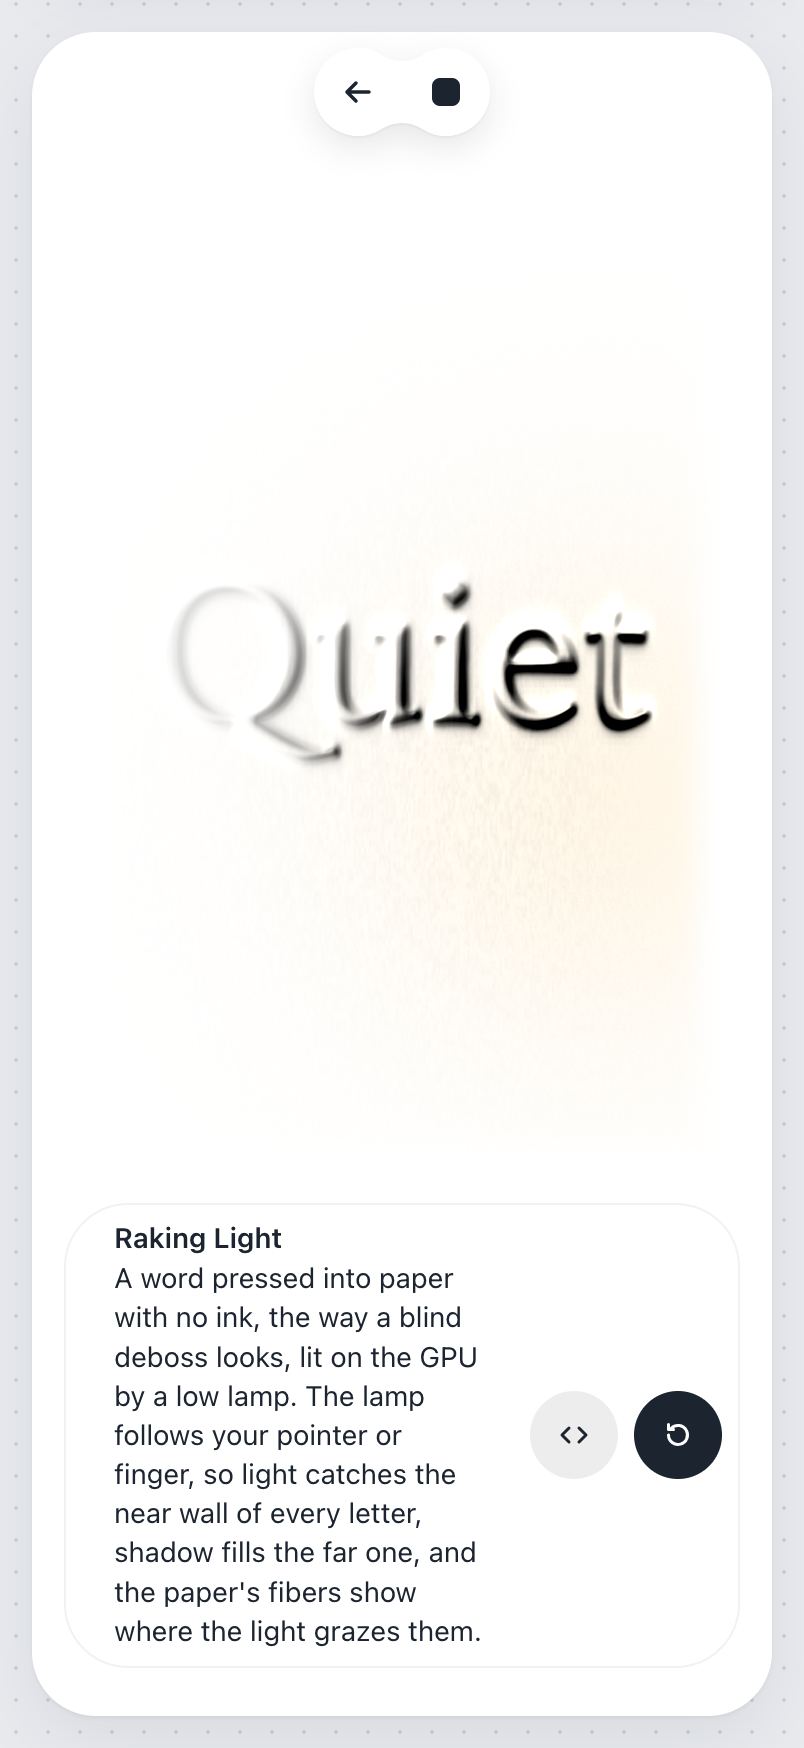 Quiet
Raking Light
A word pressed into paper
with no ink, the way a blind
deboss looks, lit on the GPU
by a low lamp. The lamp
follows your pointer or
finger, so light catches the
near wall of every letter,
shadow fills the far one, and
the paper's fibers show
where the light grazes them.